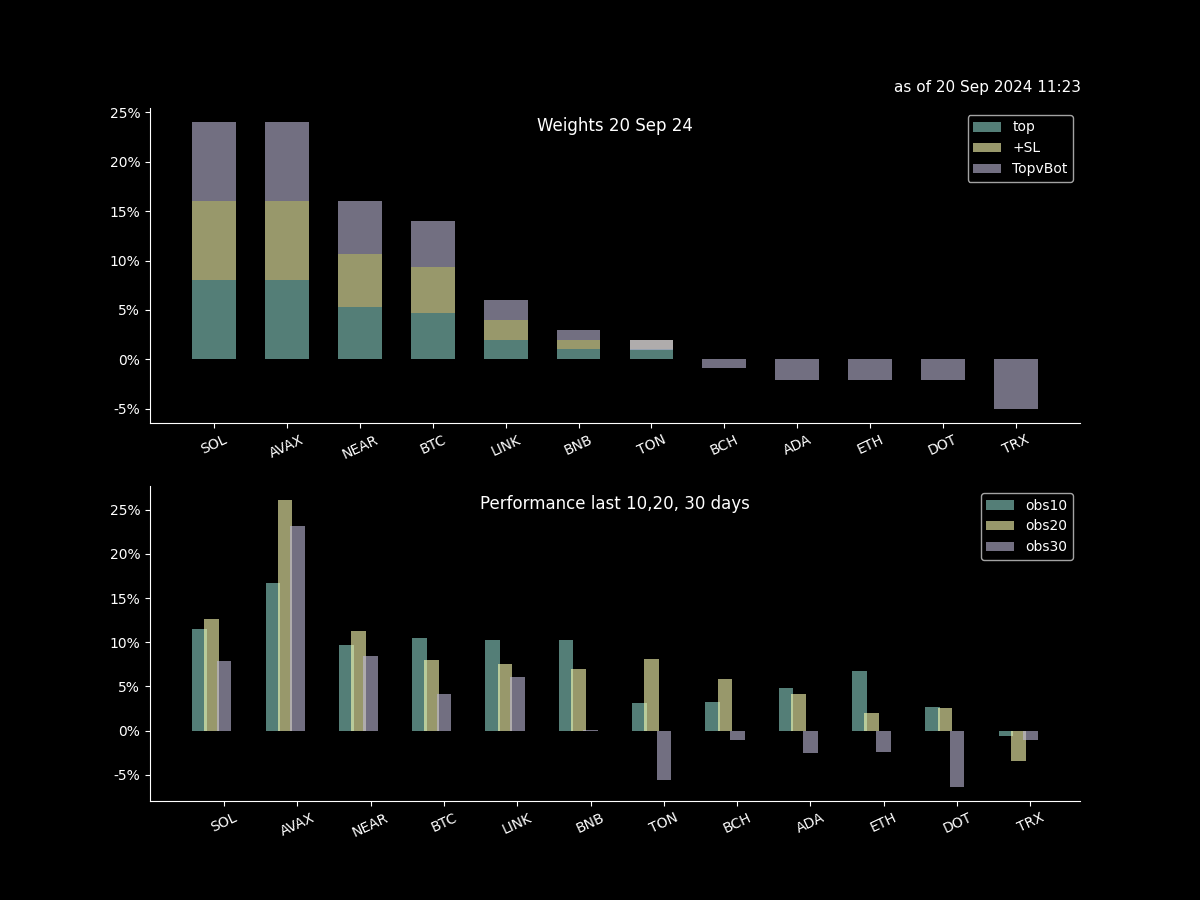 as of 20 Sep 2024 11:23
Weights 20 Sep 24
top
+SL
TopvBot
25%
20%
15%
10%
5%
0%
-5%
SOL AVAX NEAR BTC LINK BNB TON BCH ADA ETH DOT TRX
Performance last 10,20, 30 days
obs10
obs20
obs30
25%
20%
15%
10%
5%
0%
-5%
SOL AVAX NEAR BTC LINK BNB TON BCH ADA ETH DOT TRX